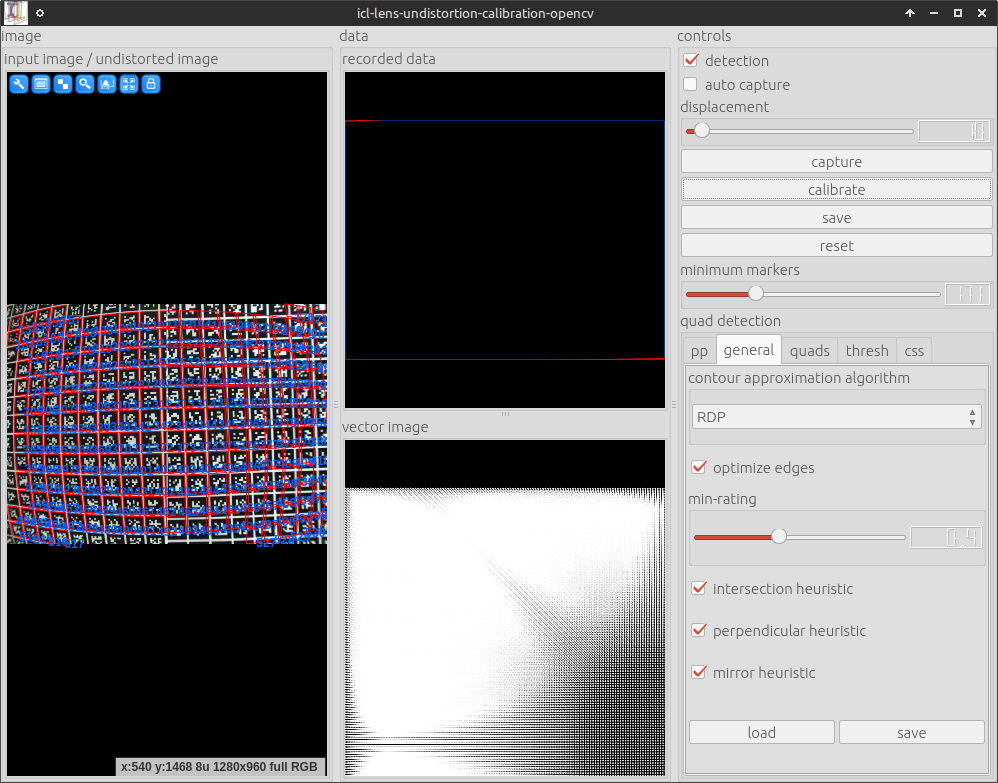 icl-lens-undistortion-calibration-opencv
image
input image / undistorted image
x:540 y:1468 8u 1280x960 full RGB
data
recorded data
vector image
controls
detection
auto capture
displacement
capture
calibrate
save
reset
minimum markers
quad detection
pp general quads thresh css
contour approximation algorithm
RDP
optimize edges
min-rating
0.4
intersection heuristic
perpendicular heuristic
mirror heuristic
load save